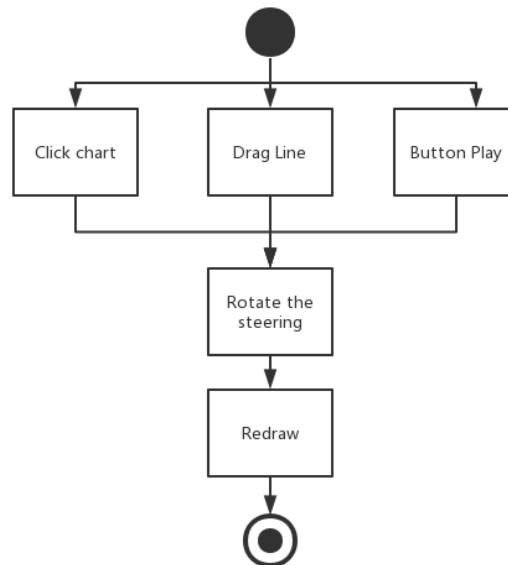 Click chart
Drag Line
Button Play
Rotate the
steering
Redraw